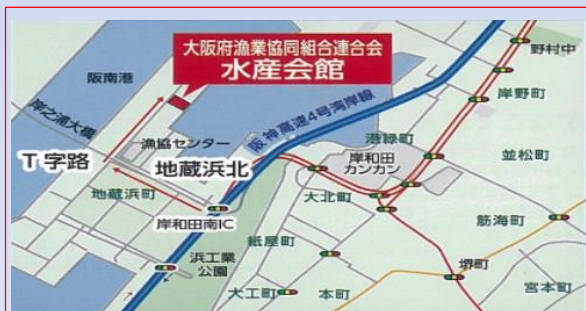 大阪府漁業協同組合連合会
水産会館
野村中
阪南港
岸野町
岸之浦大橋
阪神高速4号湾岸線
漁協センター
港緑町
T字路
地蔵浜北
岸和田
カンカン
並松町
地蔵浜町
大北町
岸和田南IC
筋海町
紙屋町
浜工業
公園
堺町
大工町
本町
宮本町